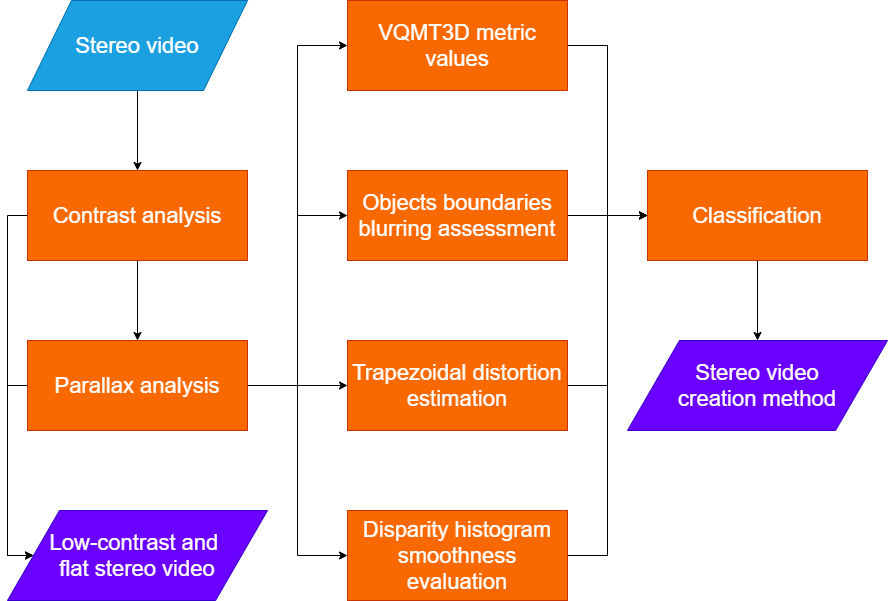 Stereo video
Contrast analysis
Parallax analysis
Low-contrast and
flat stereo video
VQMT3D metric
values
Objects boundaries
blurring assessment
Trapezoidal distortion
estimation
Disparity histogram
smoothness
evaluation
Classification
Stereo video
creation method